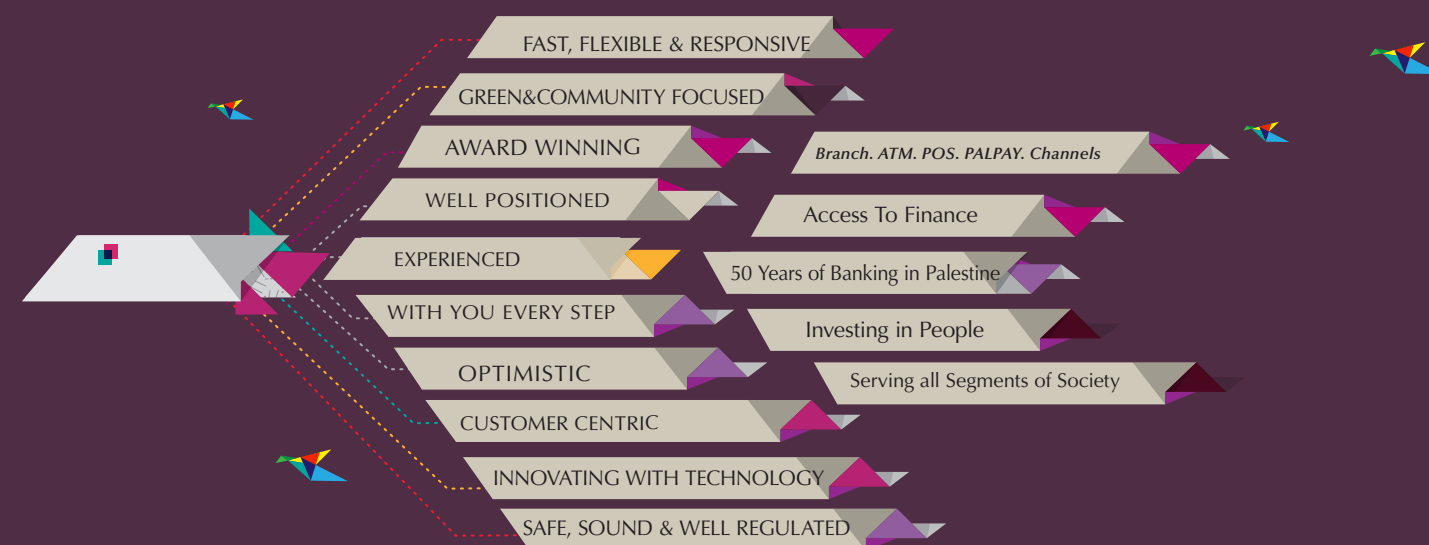 FAST, FLEXIBLE & RESPONSIVE
GREEN&COMMUNITY FOCUSED
AWARD WINNING
WELL POSITIONED
EXPERIENCED
WITH YOU EVERY STEP
OPTIMISTIC
CUSTOMER CENTRIC
INNOVATING WITH TECHNOLOGY
SAFE, SOUND & WELL REGULATED
Branch. ATM. POS. PALPAY. Channels
Access To Finance
50 Years of Banking in Palestine
Investing in People
Serving all Segments of Society